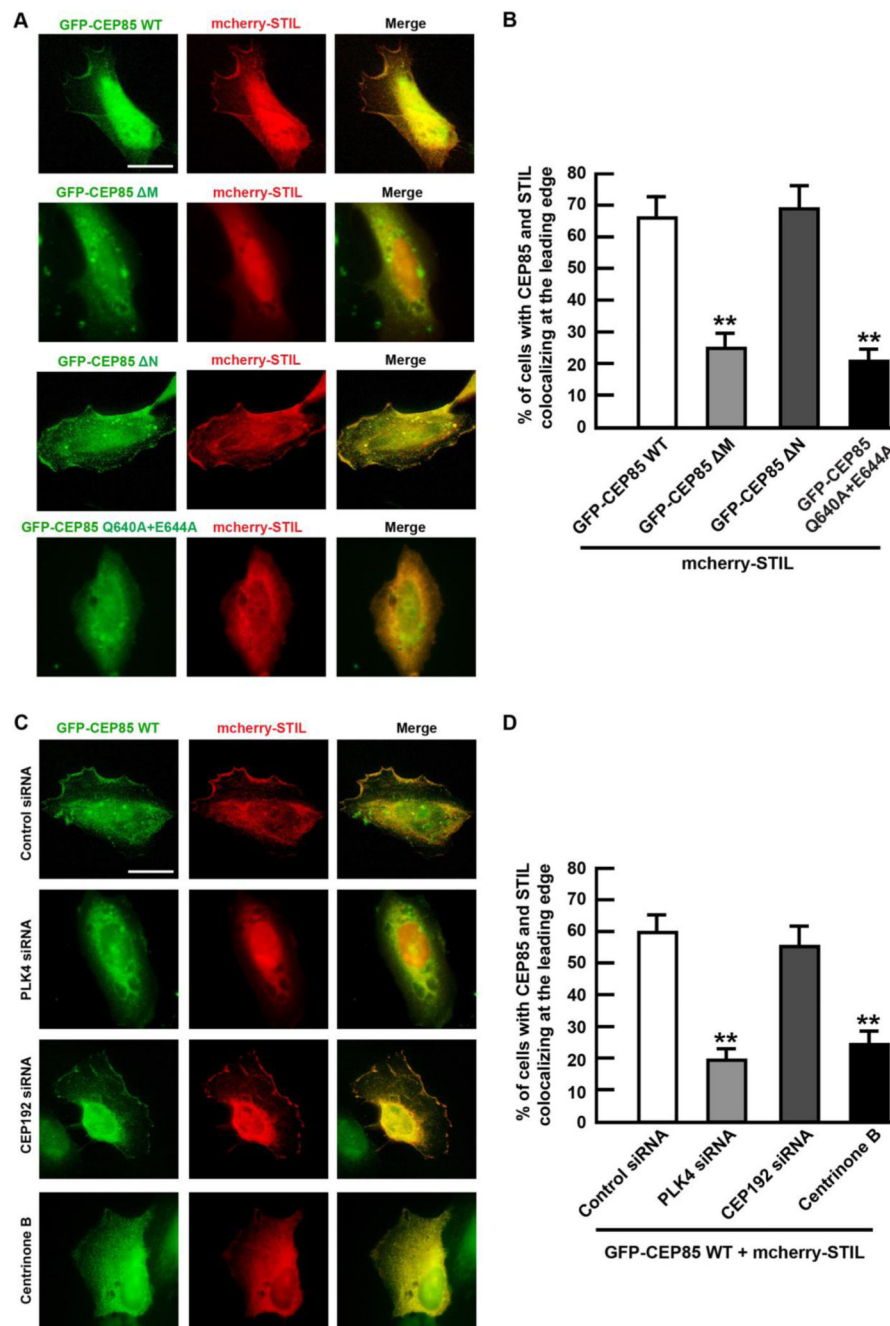 A
GFP-CEP85 WT mcherry-STIL Merge
GFP-CEP85 ΔM mcherry-STIL Merge
GFP-CEP85 ΔN mcherry-STIL Merge
GFP-CEP85 Q640A+E644A mcherry-STIL Merge
B
% of cells with CEP85 and STIL
colocalizing at the leading edge
80
70
60
50
40
30
20
10
0
**
**
GFP-CEP85 WT
GFP-CEP85 ΔM
GFP-CEP85 ΔN
GFP-CEP85
Q640A+E644A
mcherry-STIL
C
GFP-CEP85 WT mcherry-STIL Merge
Control siRNA
PLK4 siRNA
CEP192 siRNA
Centrinone B
D
% of cells with CEP85 and STIL
colocalizing at the leading edge
80
70
60
50
40
30
20
10
0
**
**
Control siRNA
PLK4 siRNA
CEP192 siRNA
Centrinone B
GFP-CEP85 WT + mcherry-STIL